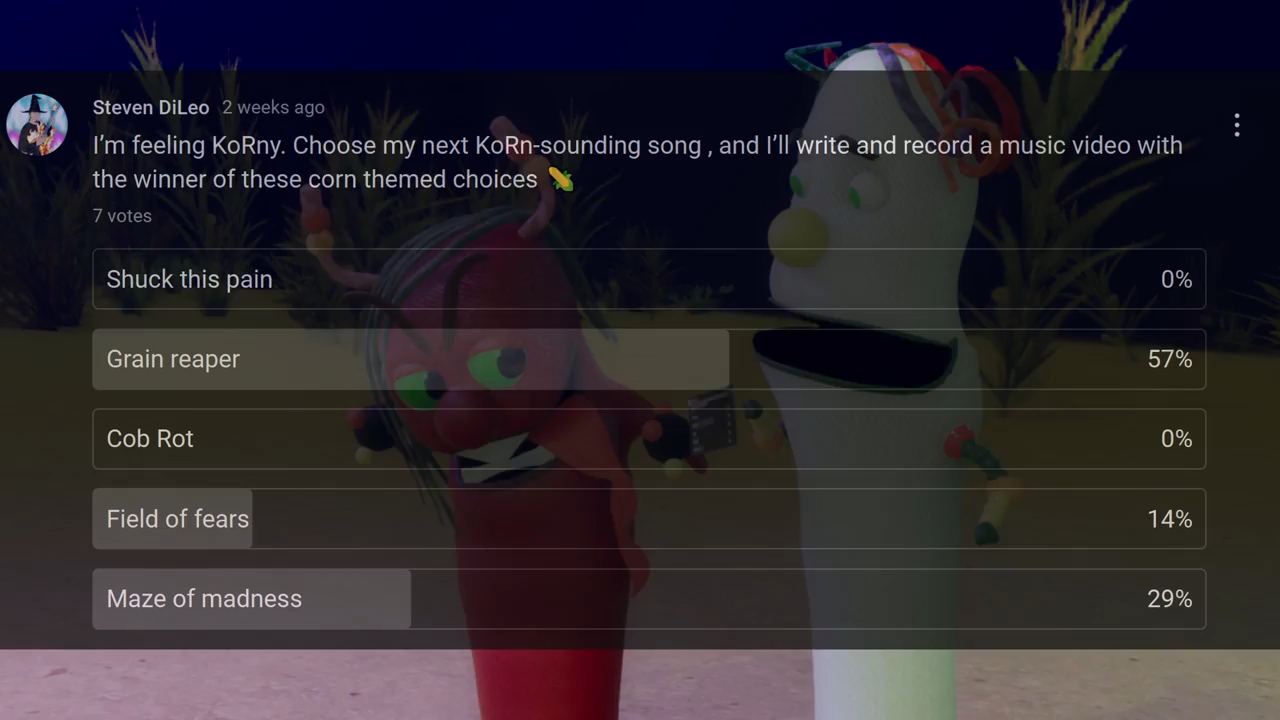 Steven DiLeo 2 weeks ago
I’m feeling KoRny. Choose my next KoRn-sounding song , and I’ll write and record a music video with
the winner of these corn themed choices 🌽
7 votes
Shuck this pain 0%
Grain reaper 57%
Cob Rot 0%
Field of fears 14%
Maze of madness 29%